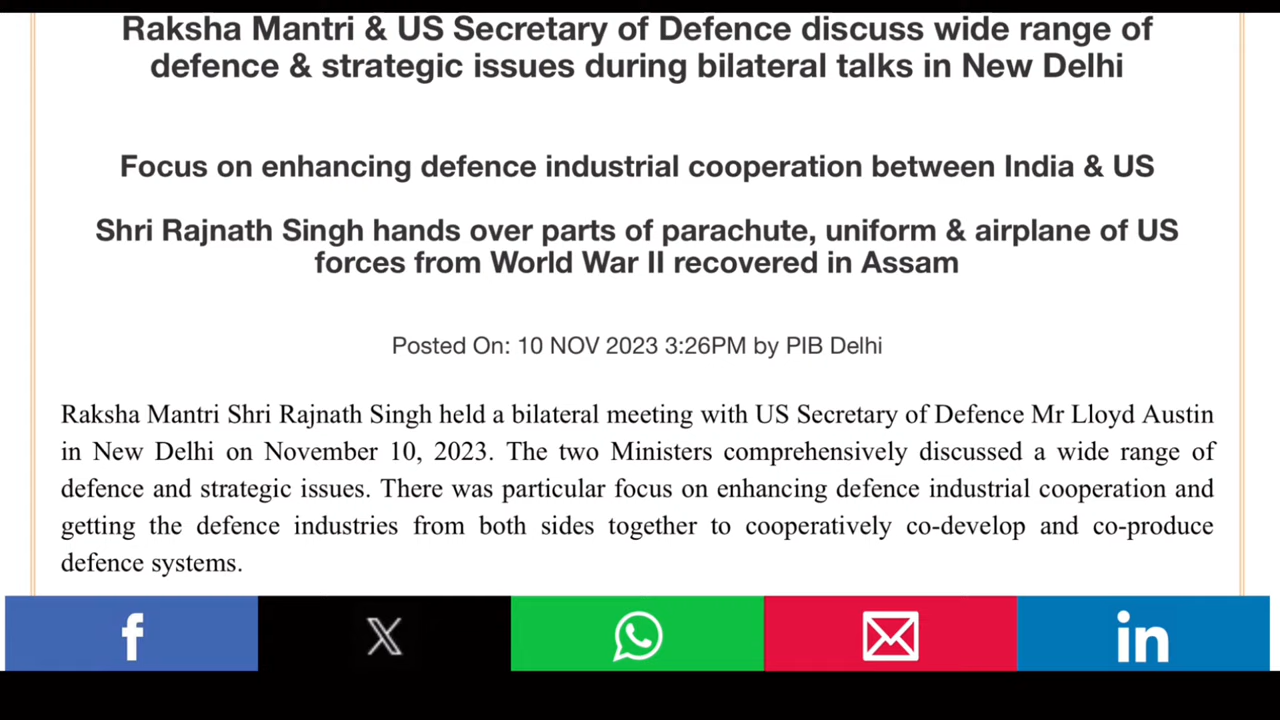 Raksha Mantri & US Secretary of Defence discuss wide range of
defence & strategic issues during bilateral talks in New Delhi
Focus on enhancing defence industrial cooperation between India & US
Shri Rajnath Singh hands over parts of parachute, uniform & airplane of US
forces from World War II recovered in Assam
Posted On: 10 NOV 2023 3:26PM by PIB Delhi
Raksha Mantri Shri Rajnath Singh held a bilateral meeting with US Secretary of Defence Mr Lloyd Austin
in New Delhi on November 10, 2023. The two Ministers comprehensively discussed a wide range of
defence and strategic issues. There was particular focus on enhancing defence industrial cooperation and
getting the defence industries from both sides together to cooperatively co-develop and co-produce
defence systems.